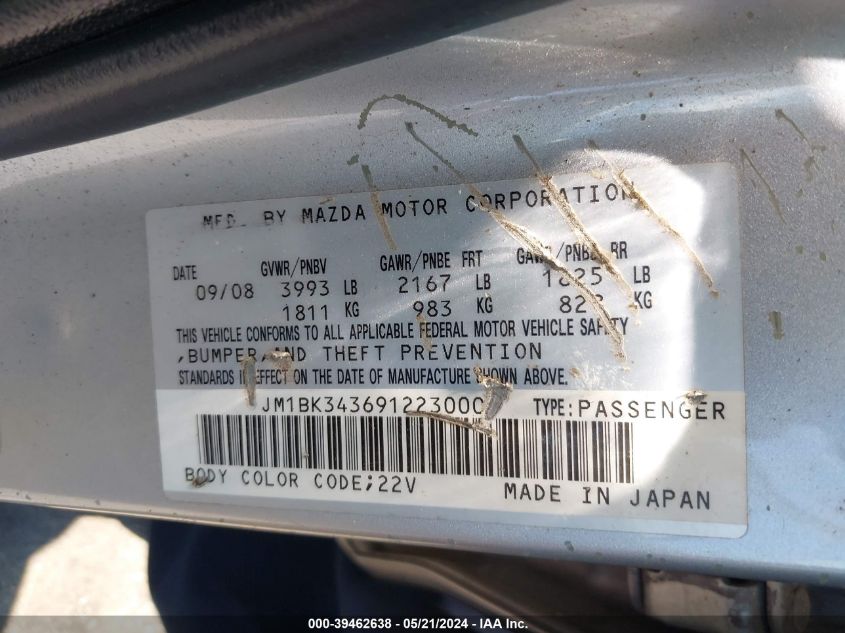 MFD. BY MAZDA MOTOR CORPORATION
DATE GVWR/PNBV GAWR/PNBE FRT GAWR/PNBE RR
09/08 3993 LB 2167 LB 1825 LB
1811 KG 983 KG 828 KG
THIS VEHICLE CONFORMS TO ALL APPLICABLE FEDERAL MOTOR VEHICLE SAFETY
,BUMPER,AND THEFT PREVENTION
STANDARDS IN EFFECT ON THE DATE OF MANUFACTURE SHOWN ABOVE.
JM1BK343691223000 TYPE:PASSENGER
BODY COLOR CODE;22V
MADE IN JAPAN
000-39462638 - 05/21/2024 - IAA Inc.